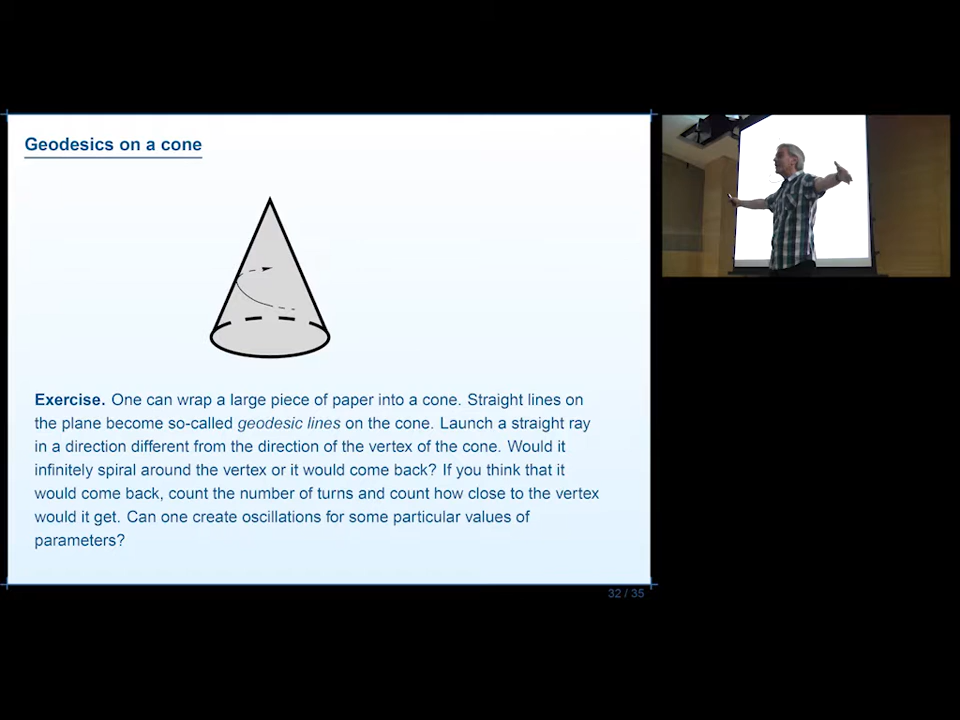 Geodesics on a cone
Exercise. One can wrap a large piece of paper into a cone. Straight lines on
the plane become so-called geodesic lines on the cone. Launch a straight ray
in a direction different from the direction of the vertex of the cone. Would it
infinitely spiral around the vertex or it would come back? If you think that it
would come back, count the number of turns and count how close to the vertex
would it get. Can one create oscillations for some particular values of
parameters?
32 / 35